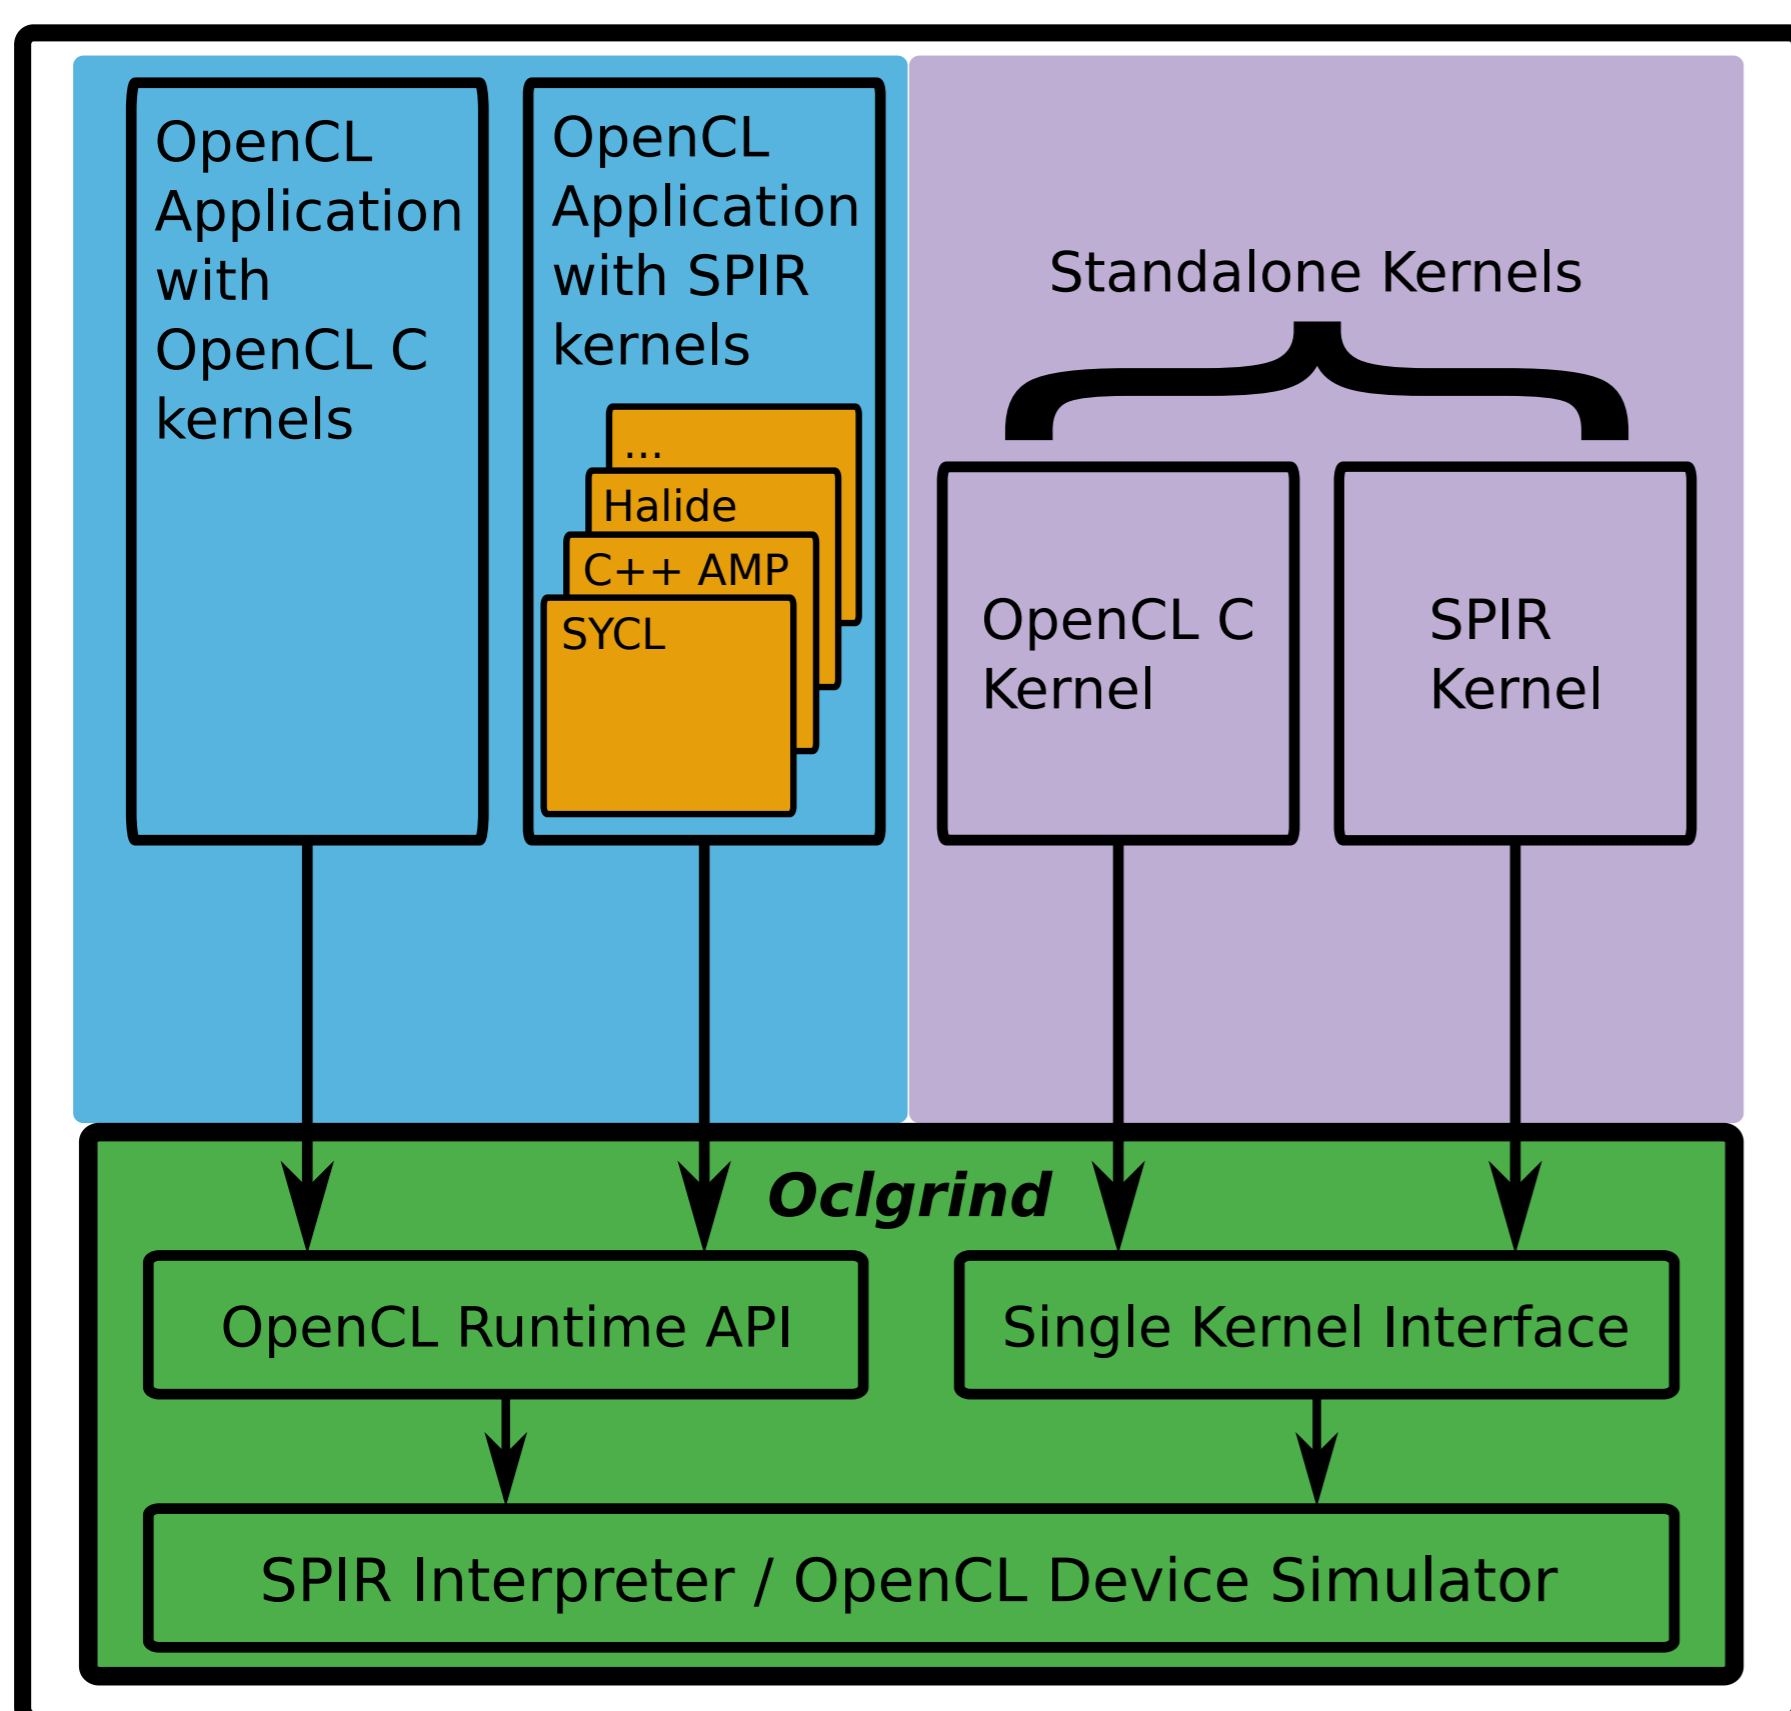 OpenCL
Application
with
OpenCL C
kernels
OpenCL
Application
with SPIR
kernels
...
Halide
C++ AMP
SYCL
Standalone Kernels
OpenCL C
Kernel
SPIR
Kernel
Oclgrind
OpenCL Runtime API
Single Kernel Interface
SPIR Interpreter / OpenCL Device Simulator